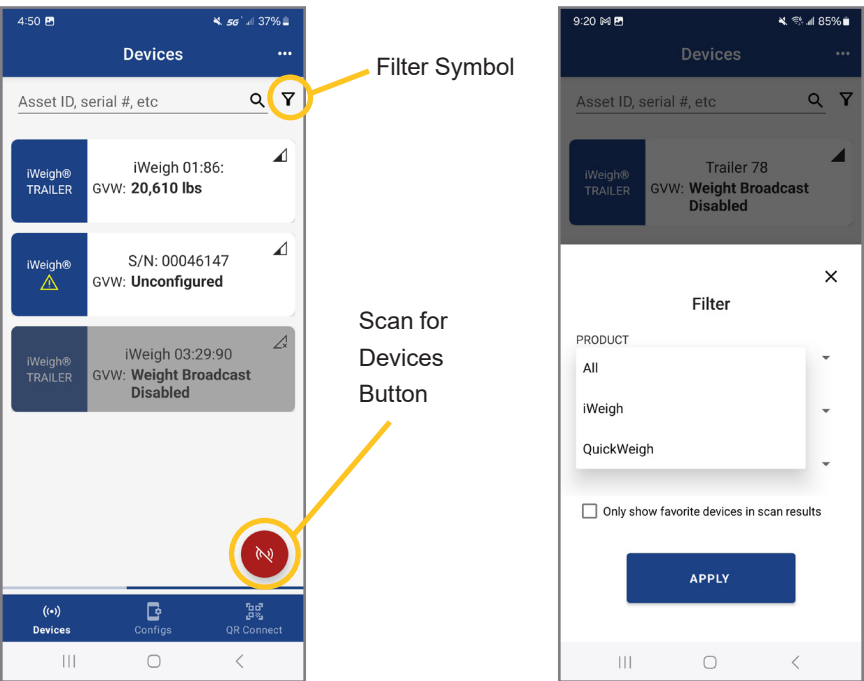 4:50
5G
37%
Devices
Asset ID, serial #, etc
iWeigh®
TRAILER
iWeigh 01:86:
GVW: 20,610 lbs
iWeigh®
S/N: 00046147
GVW: Unconfigured
iWeigh®
TRAILER
iWeigh 03:29:90
GVW: Weight Broadcast
Disabled
Devices
Configs
QR Connect
Filter Symbol
Scan for
Devices
Button
9:20
85%
Devices
Asset ID, serial #, etc
iWeigh®
TRAILER
Trailer 78
GVW: Weight Broadcast
Disabled
Filter
PRODUCT
All
iWeigh
QuickWeigh
Only show favorite devices in scan results
APPLY